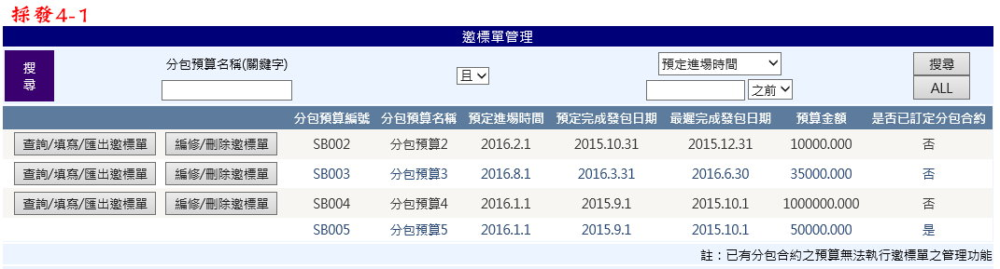 採發4-1
邀標單管理
搜尋 分包預算名稱(關鍵字) 且 預定進場時間 之前 搜尋 ALL
分包預算編號 分包預算名稱 預定進場時間 預定完成發包日期 最遲完成發包日期 預算金額 是否已訂定分包合約
查詢/填寫/匯出邀標單 編修/刪除邀標單 SB002 分包預算2 2016.2.1 2015.10.31 2015.12.31 10000.000 否
查詢/填寫/匯出邀標單 編修/刪除邀標單 SB003 分包預算3 2016.8.1 2016.3.31 2016.6.30 35000.000 否
查詢/填寫/匯出邀標單 編修/刪除邀標單 SB004 分包預算4 2016.1.1 2015.9.1 2015.10.1 1000000.000 否
SB005 分包預算5 2016.1.1 2015.9.1 2015.10.1 50000.000 是
註：已有分包合約之預算無法執行邀標單之管理功能